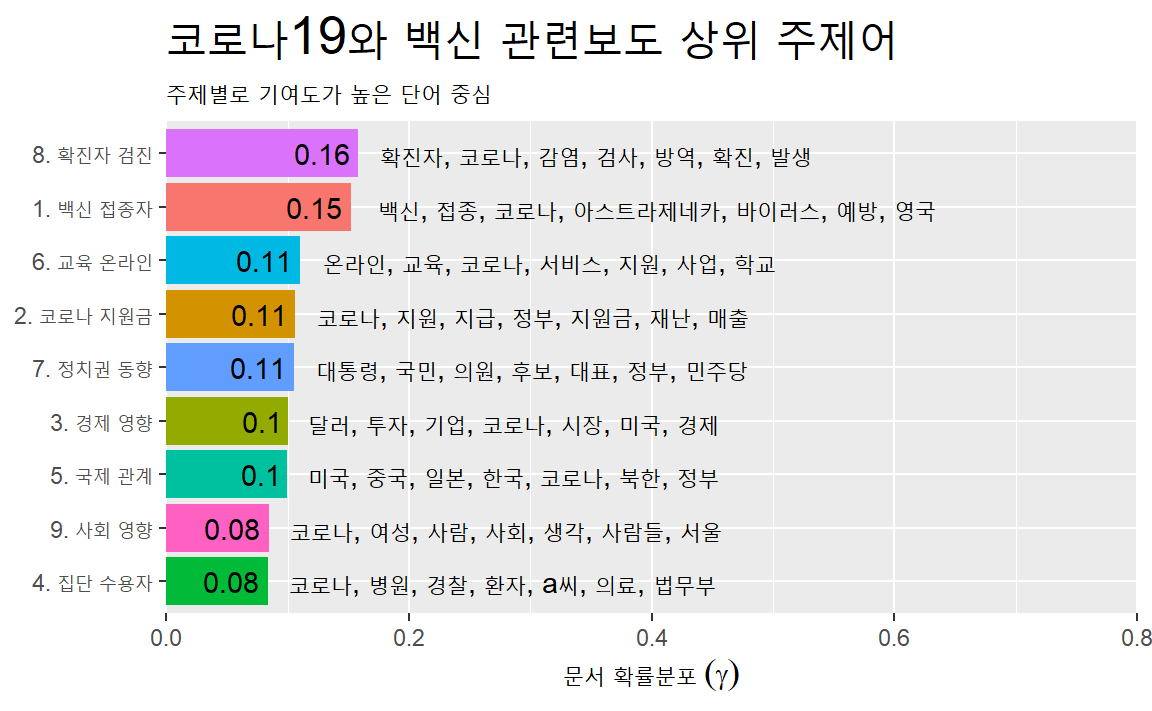 코로나19와 백신 관련보도 상위 주제어
주제별로 기여도가 높은 단어 중심
8. 확진자 검진 0.16 확진자, 코로나, 감염, 검사, 방역, 확진, 발생
1. 백신 접종자 0.15 백신, 접종, 코로나, 아스트라제네카, 바이러스, 예방, 영국
6. 교육 온라인 0.11 온라인, 교육, 코로나, 서비스, 지원, 사업, 학교
2. 코로나 지원금 0.11 코로나, 지원, 지급, 정부, 지원금, 재난, 매출
7. 정치권 동향 0.11 대통령, 국민, 의원, 후보, 대표, 정부, 민주당
3. 경제 영향 0.1 달러, 투자, 기업, 코로나, 시장, 미국, 경제
5. 국제 관계 0.1 미국, 중국, 일본, 한국, 코로나, 북한, 정부
9. 사회 영향 0.08 코로나, 여성, 사람, 사회, 생각, 사람들, 서울
4. 집단 수용자 0.08 코로나, 병원, 경찰, 환자, a씨, 의료, 법무부
0.0 0.2 0.4 0.6 0.8
문서 확률분포 (γ)